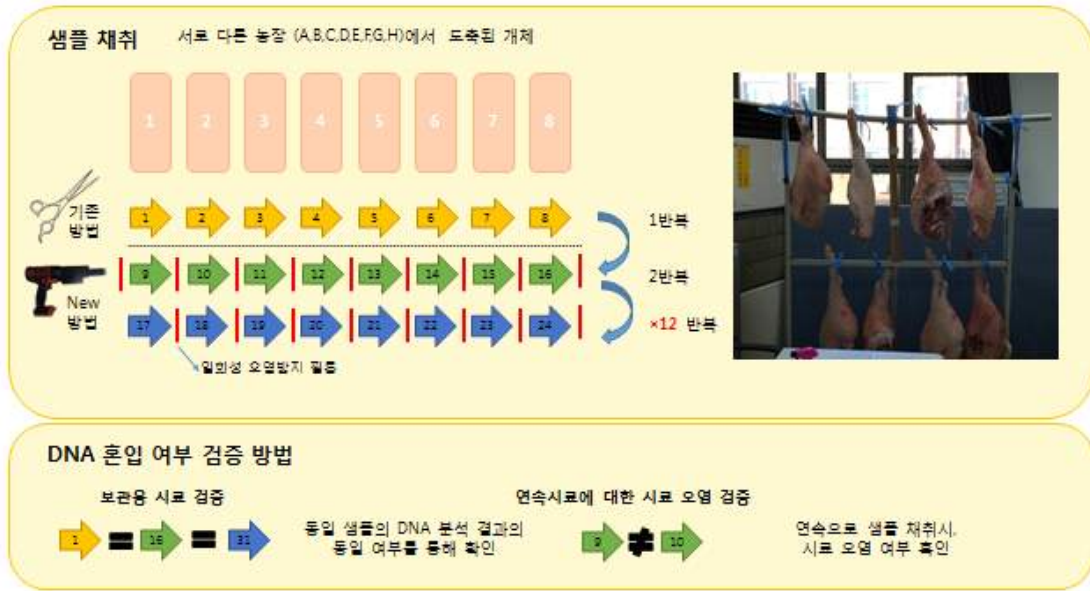 샘플 채취
서로 다른 농장 (A,B,C,D,E,F,G,H)에서 도축된 개체
1 2 3 4 5 6 7 8
기존
방법
1 2 3 4 5 6 7 8
1반복
9 10 11 12 13 14 15 16
2반복
New
방법
17 18 19 20 21 22 23 24
×12 반복
일회성 오염방지 필름
DNA 혼입 여부 검증 방법
보관용 시료 검증
연속시료에 대한 시료 오염 검증
1 = 16 = 31
동일 샘플의 DNA 분석 결과의
동일 여부를 통해 확인
9 ≠ 10
연속으로 샘플 채취시,
시료 오염 여부 확인